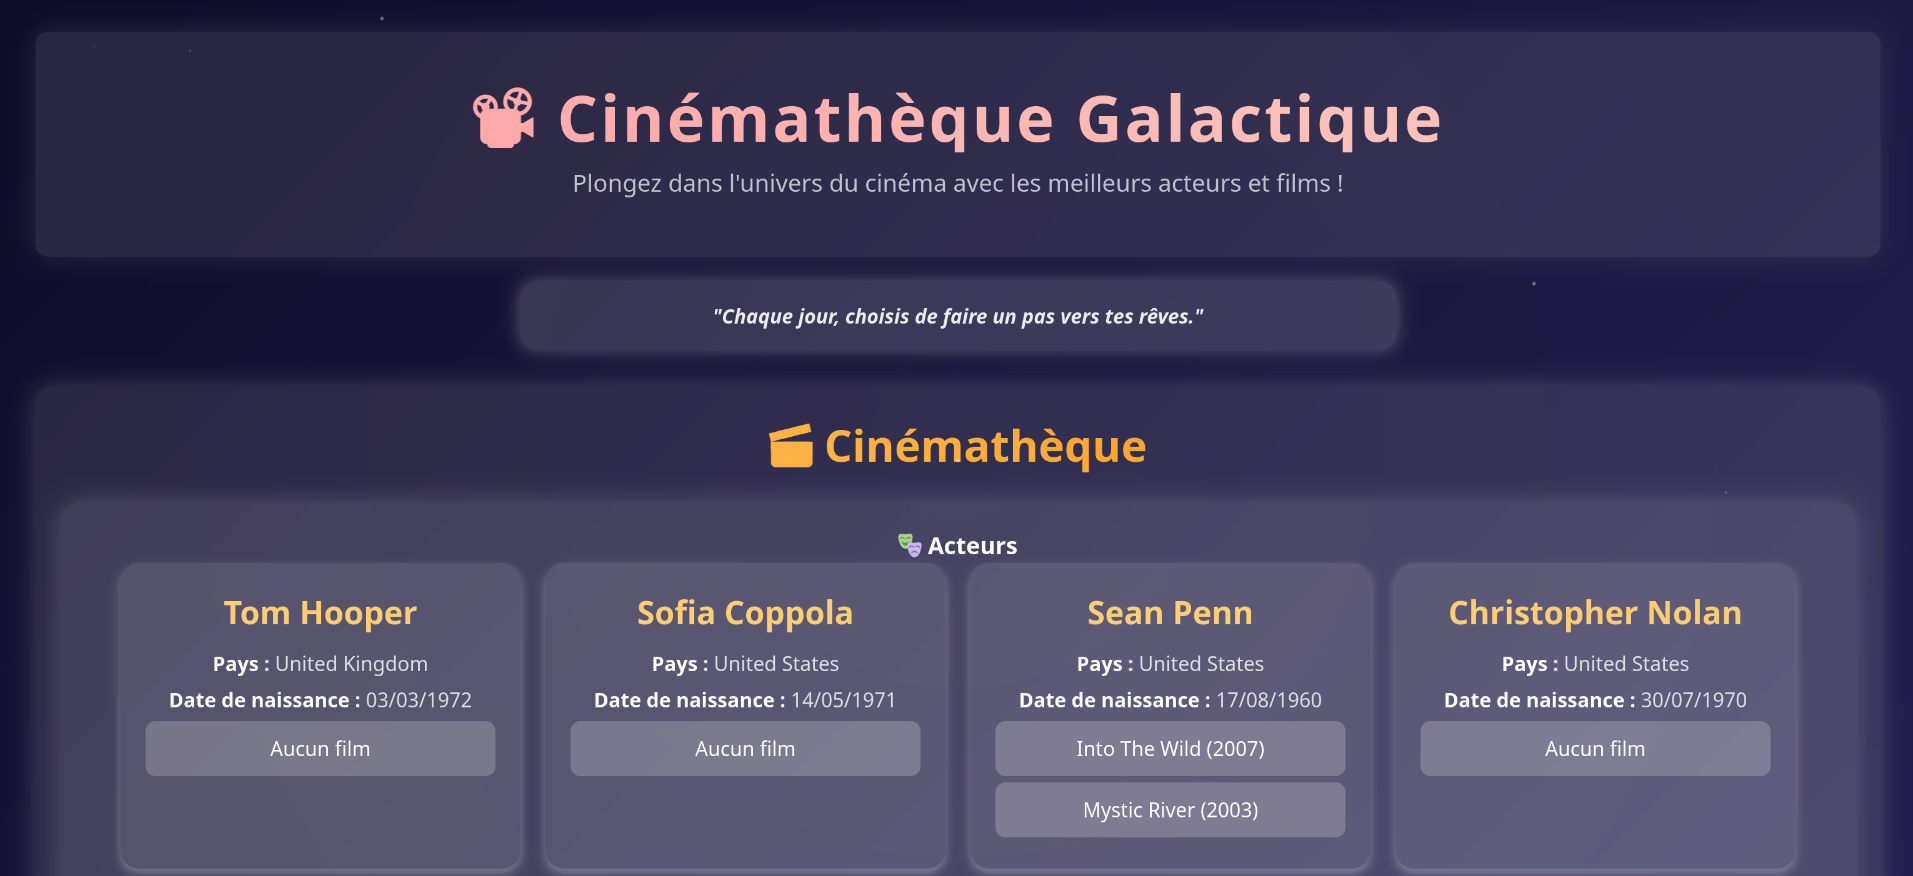 Cinémathèque Galactique
Plongez dans l'univers du cinéma avec les meilleurs acteurs et films !
"Chaque jour, choisis de faire un pas vers tes rêves."
Cinémathèque
Acteurs
Tom Hooper
Pays : United Kingdom
Date de naissance : 03/03/1972
Aucun film
Sofia Coppola
Pays : United States
Date de naissance : 14/05/1971
Aucun film
Sean Penn
Pays : United States
Date de naissance : 17/08/1960
Into The Wild (2007)
Mystic River (2003)
Christopher Nolan
Pays : United States
Date de naissance : 30/07/1970
Aucun film